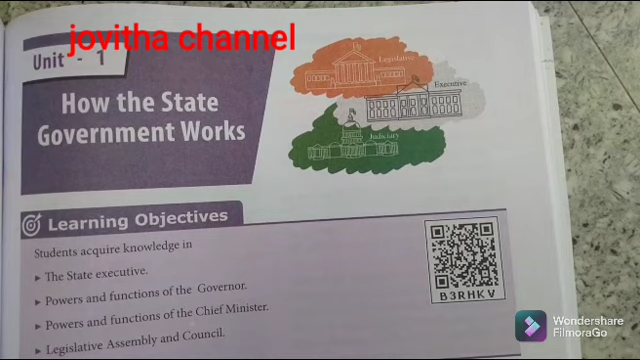 jovitha channel
Unit - 1
How the State
Government Works
Legislative
Executive
Judiciary
Learning Objectives
Students acquire knowledge in
▸ The State executive.
▸ Powers and functions of the Governor.
▸ Powers and functions of the Chief Minister.
▸ Legislative Assembly and Council.
B3RHKV
Wondershare
FilmoraGo